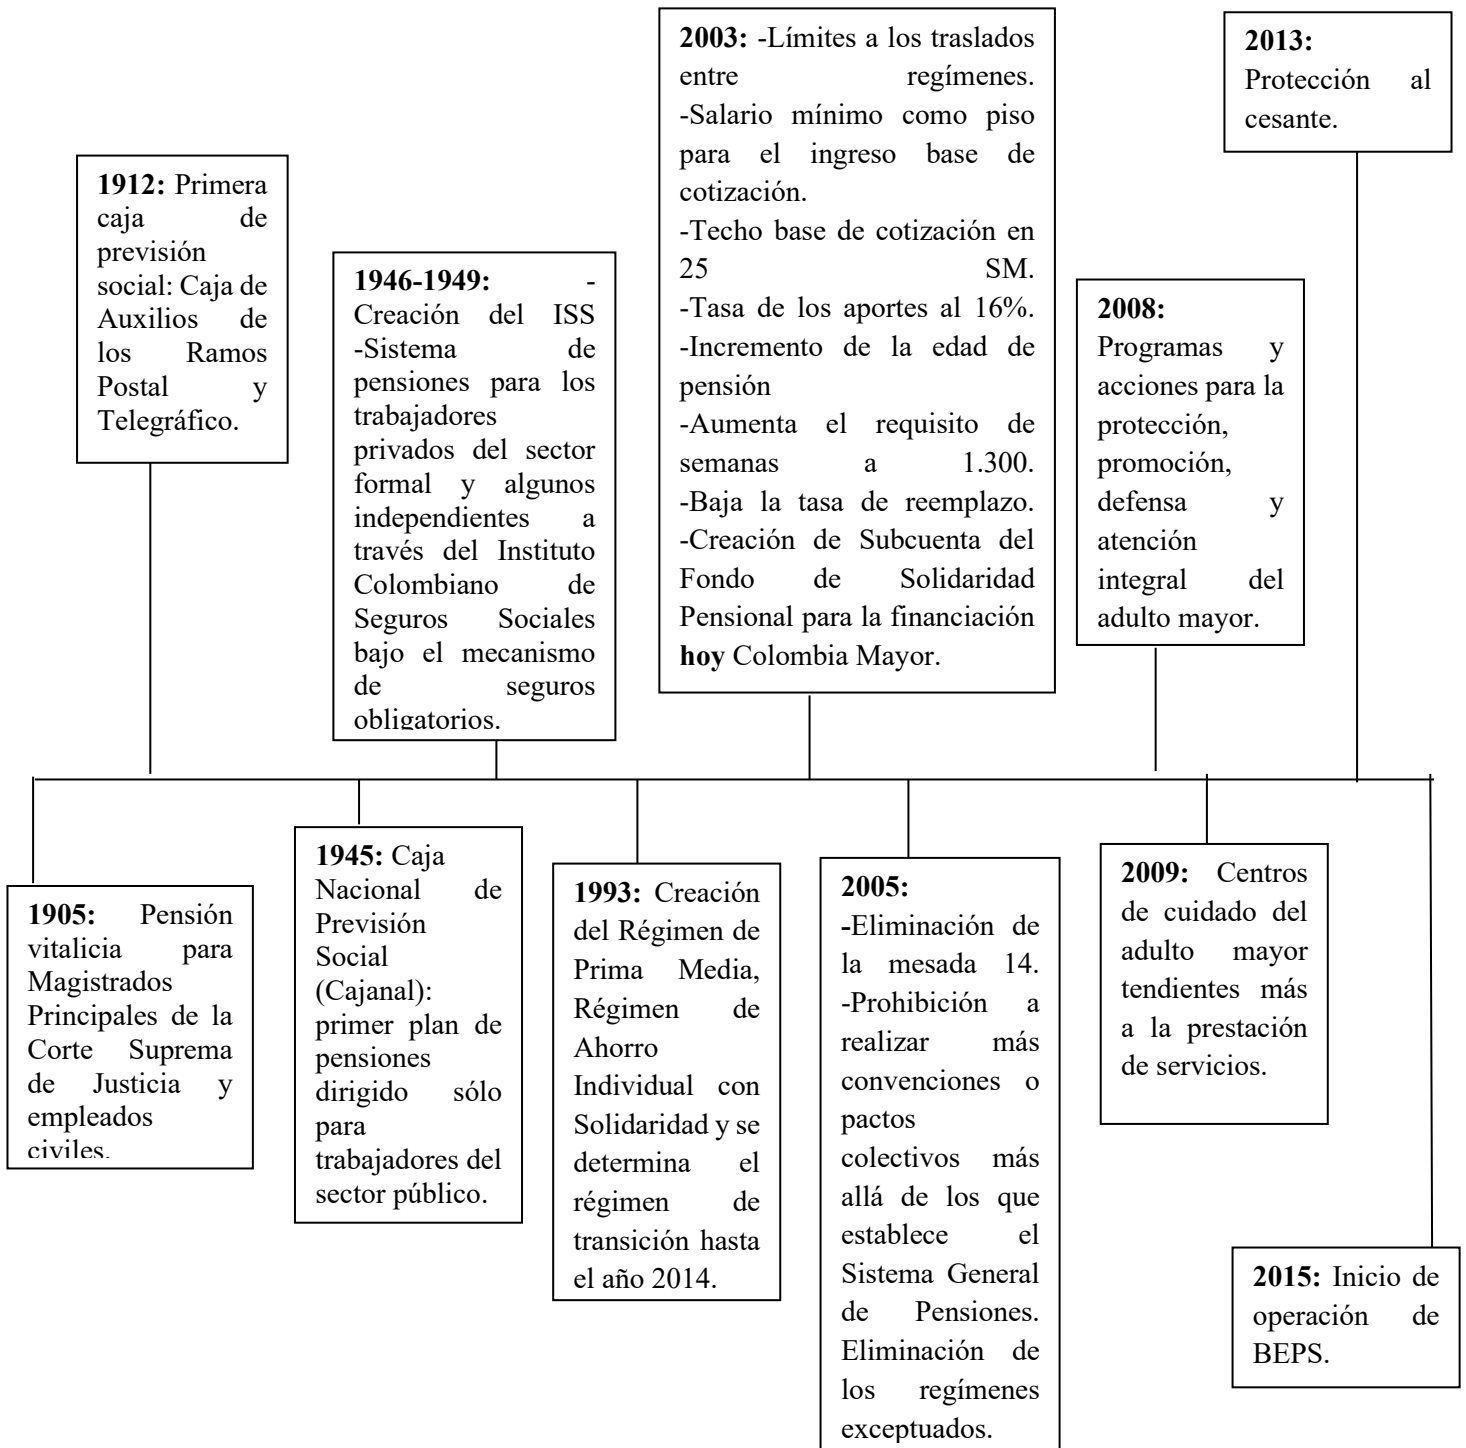 2003: -Límites a los traslados
entre regímenes.
-Salario mínimo como piso
para el ingreso base de
cotización.
-Techo base de cotización en
25 SM.
-Tasa de los aportes al 16%.
-Incremento de la edad de
pensión
-Aumenta el requisito de
semanas a 1.300.
-Baja la tasa de reemplazo.
-Creación de Subcuenta del
Fondo de Solidaridad
Pensional para la financiación
hoy Colombia Mayor.
2013:
Protección al
cesante.
1912: Primera
caja de
previsión
social: Caja de
Auxilios de
los Ramos
Postal y
Telegráfico.
1946-1949: -
Creación del ISS
-Sistema de
pensiones para los
trabajadores
privados del sector
formal y algunos
independientes a
través del Instituto
Colombiano de
Seguros Sociales
bajo el mecanismo
de seguros
obligatorios.
2008:
Programas y
acciones para la
protección,
promoción,
defensa y
atención
integral del
adulto mayor.
1905: Pensión
vitalicia para
Magistrados
Principales de la
Corte Suprema
de Justicia y
empleados
civiles.
1945: Caja
Nacional de
Previsión
Social
(Cajanal):
primer plan de
pensiones
dirigido sólo
para
trabajadores del
sector público.
1993: Creación
del Régimen de
Prima Media,
Régimen de
Ahorro
Individual con
Solidaridad y se
determina el
régimen de
transición hasta
el año 2014.
2005:
-Eliminación de
la mesada 14.
-Prohibición a
realizar más
convenciones o
pactos
colectivos más
allá de los que
establece el
Sistema General
de Pensiones.
Eliminación de
los regímenes
exceptuados.
2009: Centros
de cuidado del
adulto mayor
tendientes más
a la prestación
de servicios.
2015: Inicio de
operación de
BEPS.